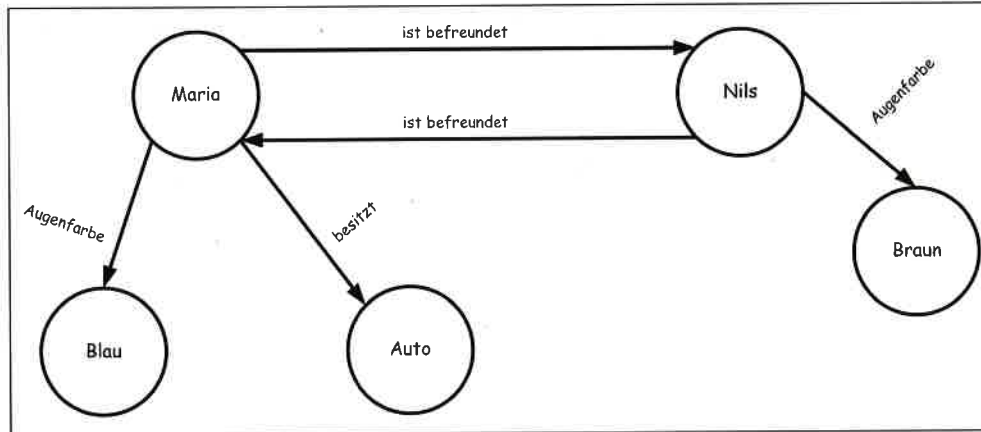 ist befreundet
Maria
Nils
Augenfarbe
ist befreundet
Augenfarbe
besitzt
Braun
Blau
Auto